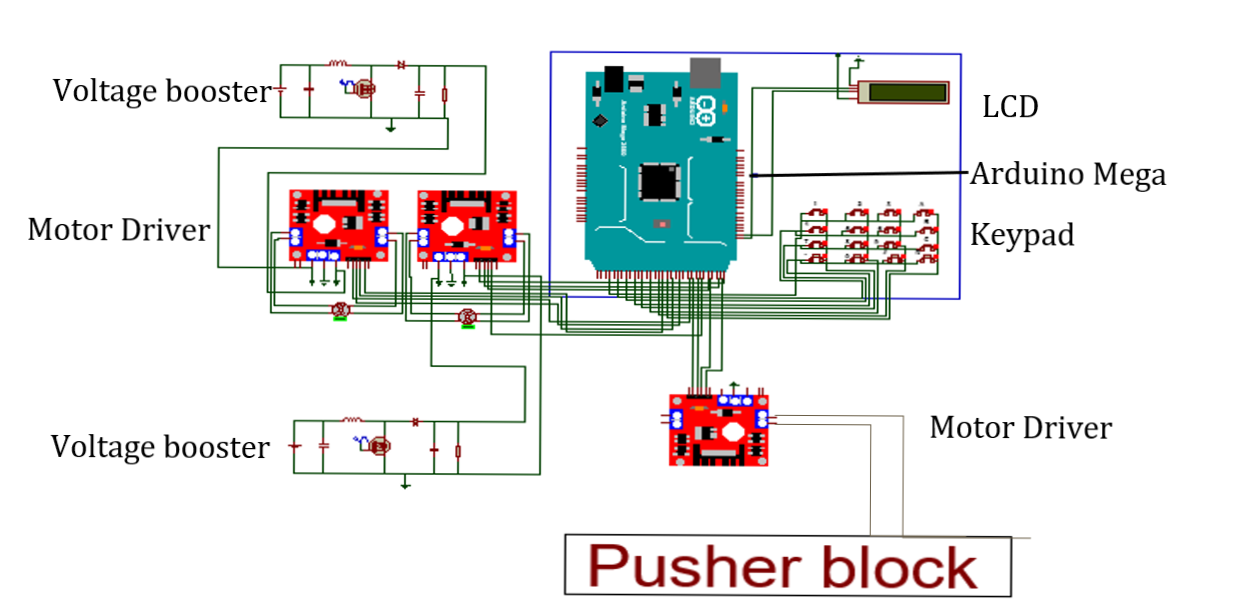 Voltage booster
LCD
Arduino Mega
Motor Driver
Keypad
Voltage booster
Motor Driver
Pusher block